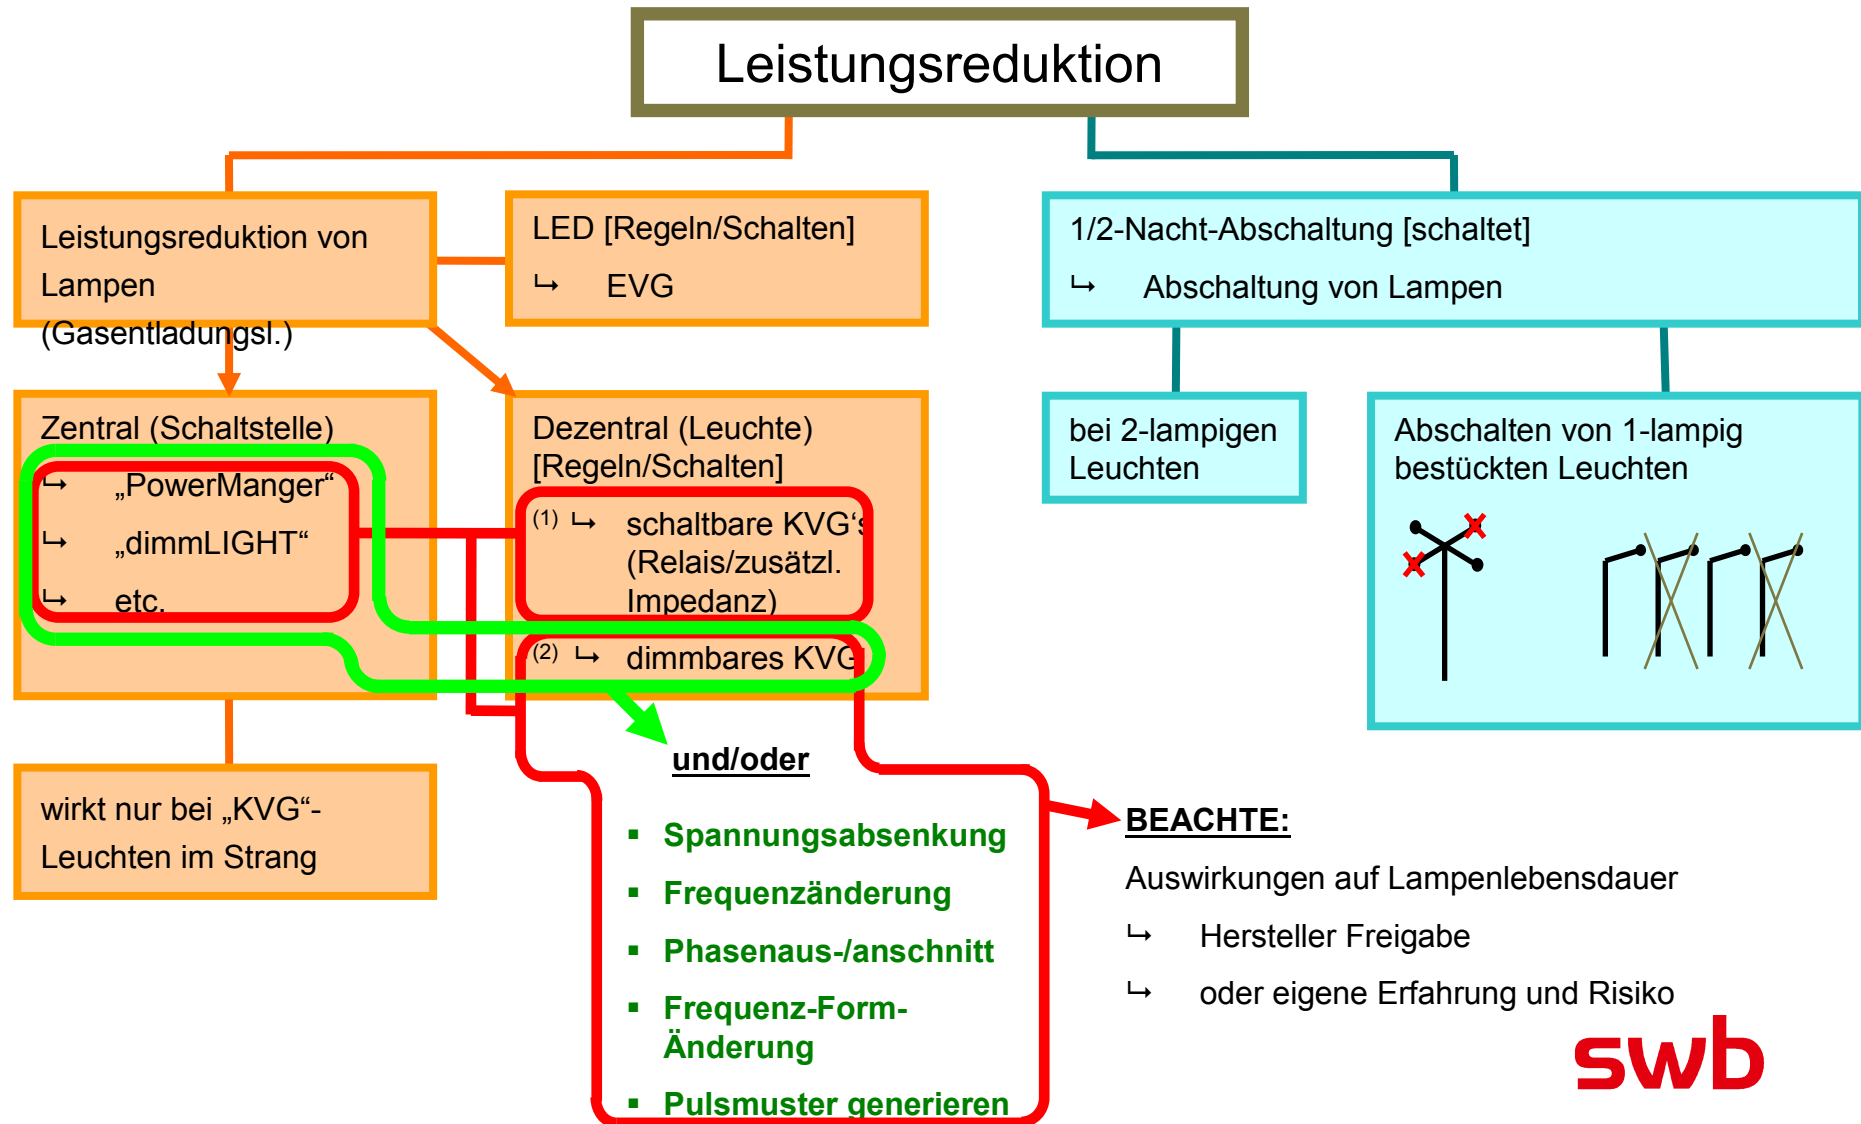 Leistungsreduktion
Leistungsreduktion von
Lampen
(Gasentladungsl.)
LED [Regeln/Schalten]
↳ EVG
1/2-Nacht-Abschaltung [schaltet]
↳ Abschaltung von Lampen
Zentral (Schaltstelle)
↳ „PowerManger“
↳ „dimmLIGHT“
↳ etc.
Dezentral (Leuchte)
[Regeln/Schalten]
(1) ↳ schaltbare KVG‘s
(Relais/zusätzl.
Impedanz)
(2) ↳ dimmbares KVG
bei 2-lampigen
Leuchten
Abschalten von 1-lampig
bestückten Leuchten
wirkt nur bei „KVG“-
Leuchten im Strang
und/oder
▪ Spannungsabsenkung
▪ Frequenzänderung
▪ Phasenaus-/anschnitt
▪ Frequenz-Form-
Änderung
▪ Pulsmuster generieren
BEACHTE:
Auswirkungen auf Lampenlebensdauer
↳ Hersteller Freigabe
↳ oder eigene Erfahrung und Risiko
swb